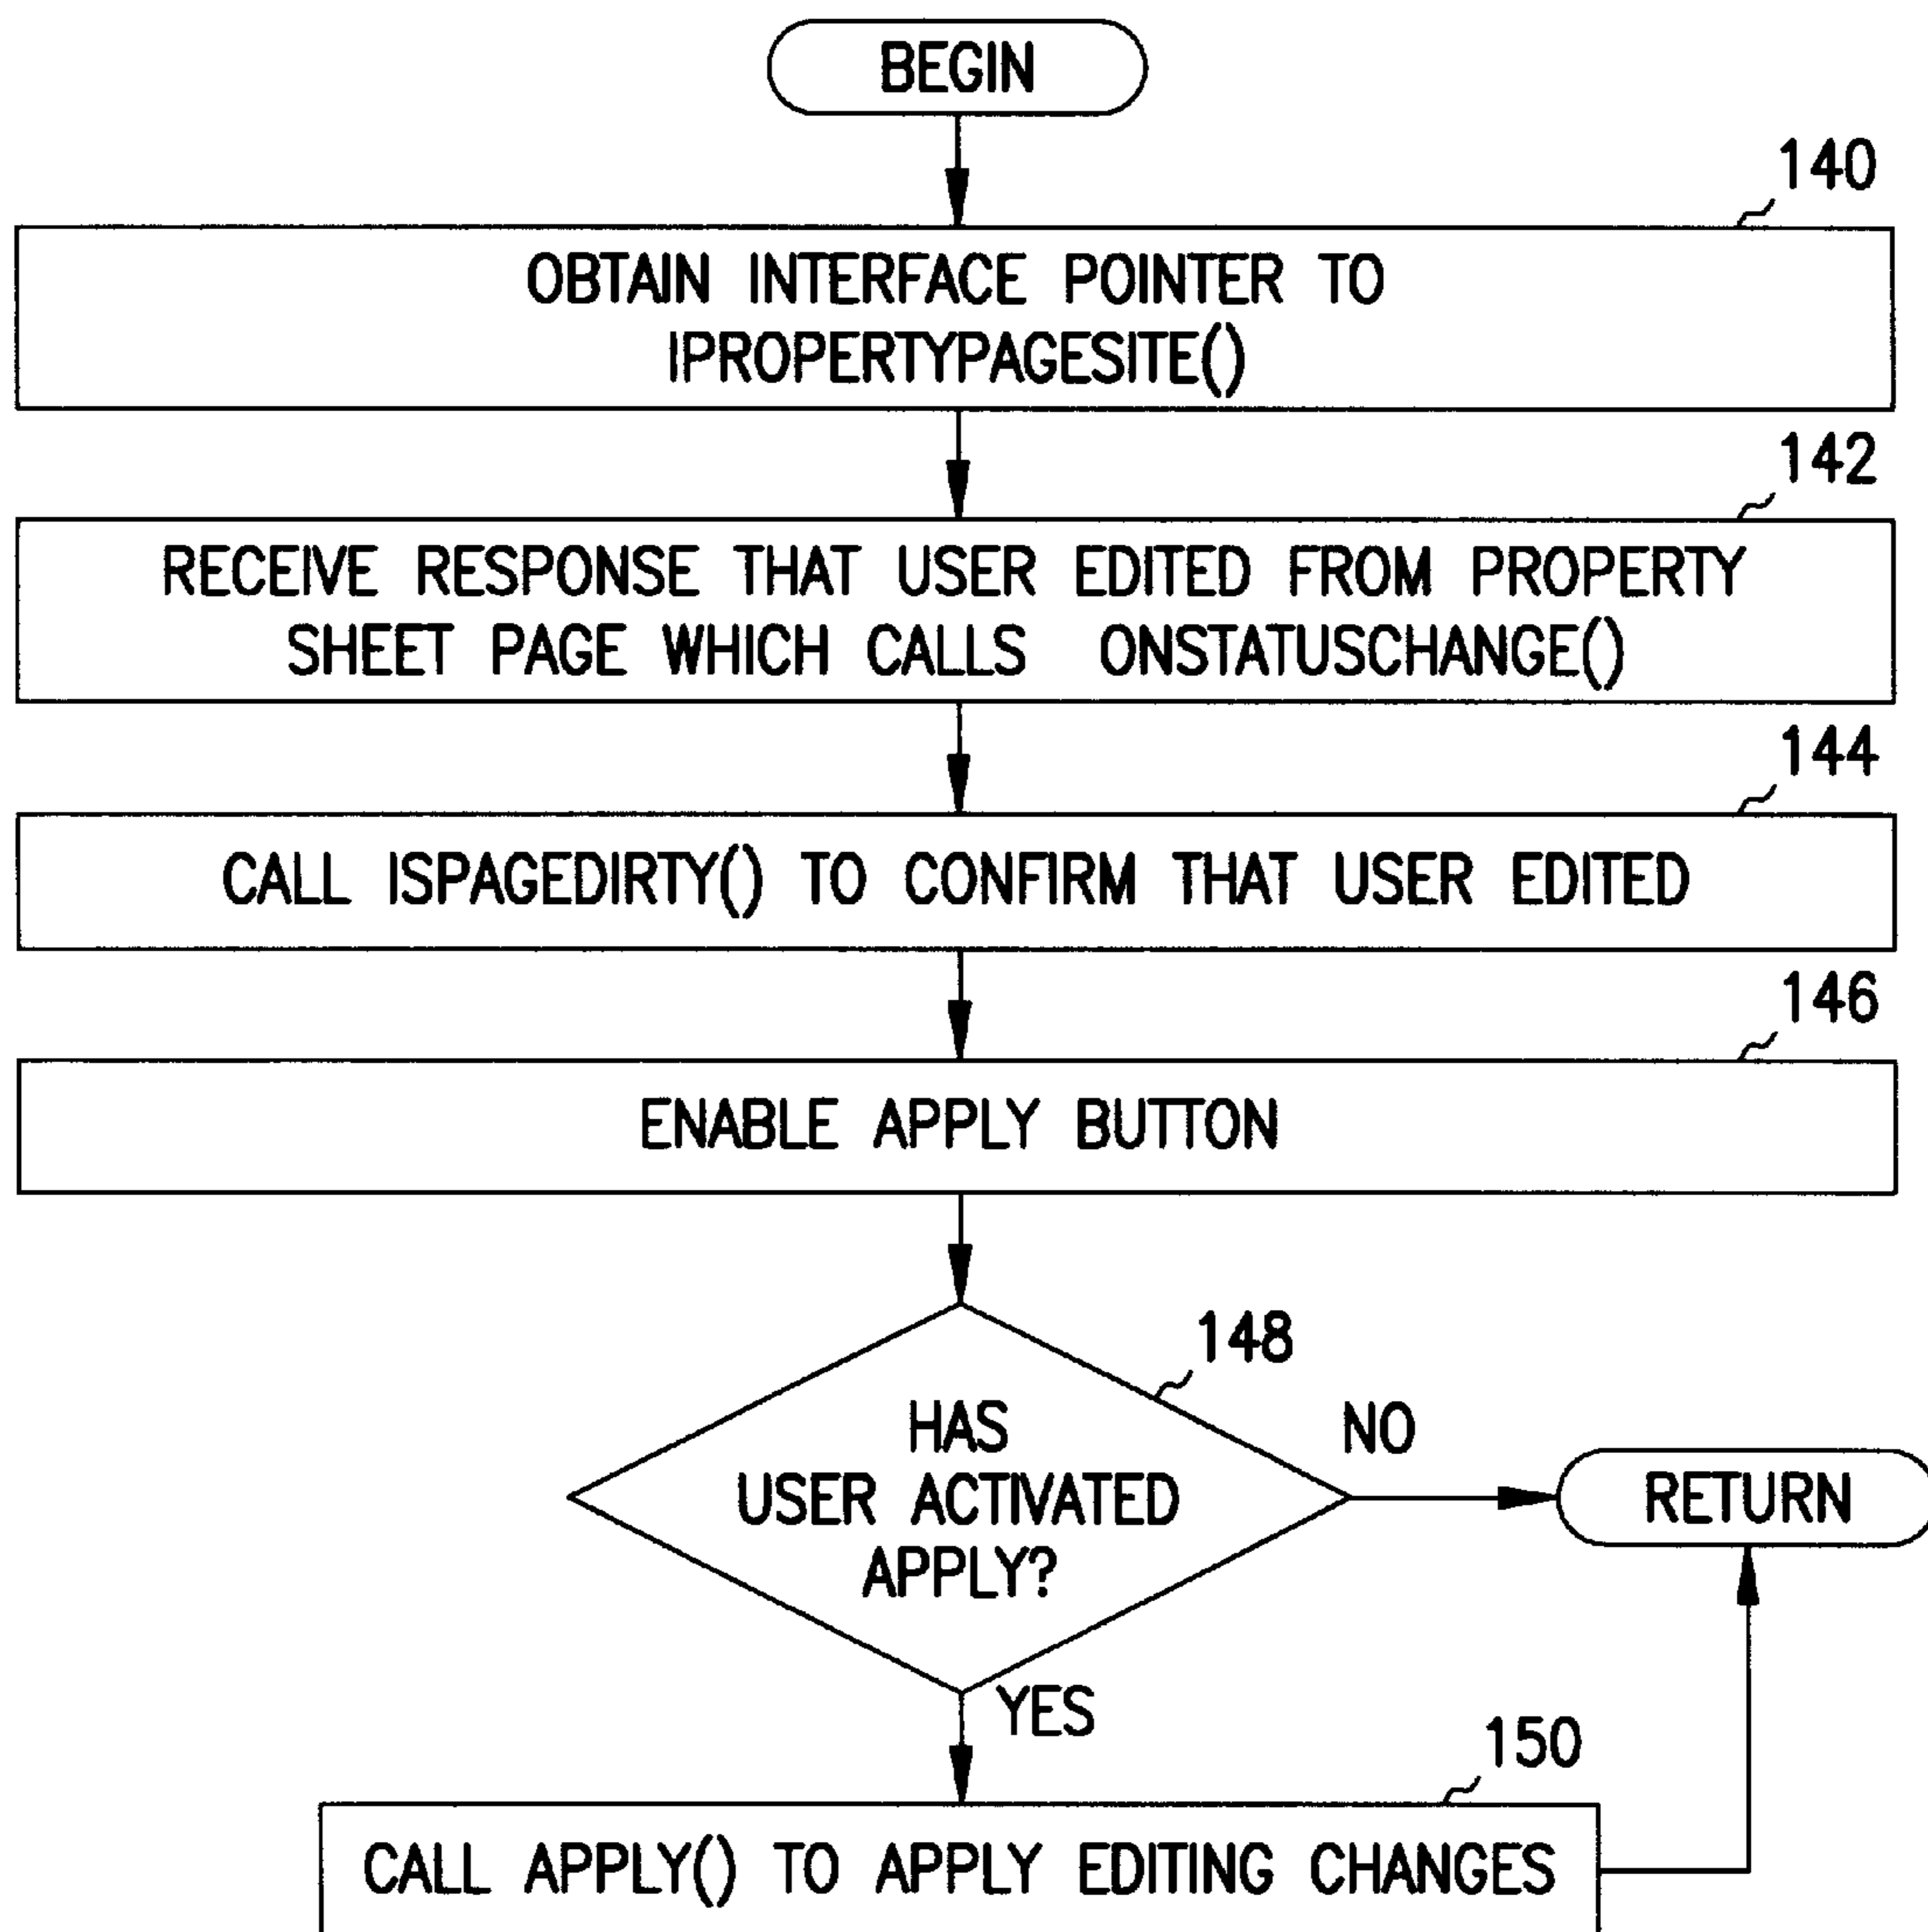 BEGIN
140
OBTAIN INTERFACE POINTER TO
IPROPERTYPAGESITE()
142
RECEIVE RESPONSE THAT USER EDITED FROM PROPERTY
SHEET PAGE WHICH CALLS ONSTATUSCHANGE()
144
CALL ISPAGEDIRTY() TO CONFIRM THAT USER EDITED
146
ENABLE APPLY BUTTON
148
HAS
USER ACTIVATED
APPLY?
NO
RETURN
YES
150
CALL APPLY() TO APPLY EDITING CHANGES